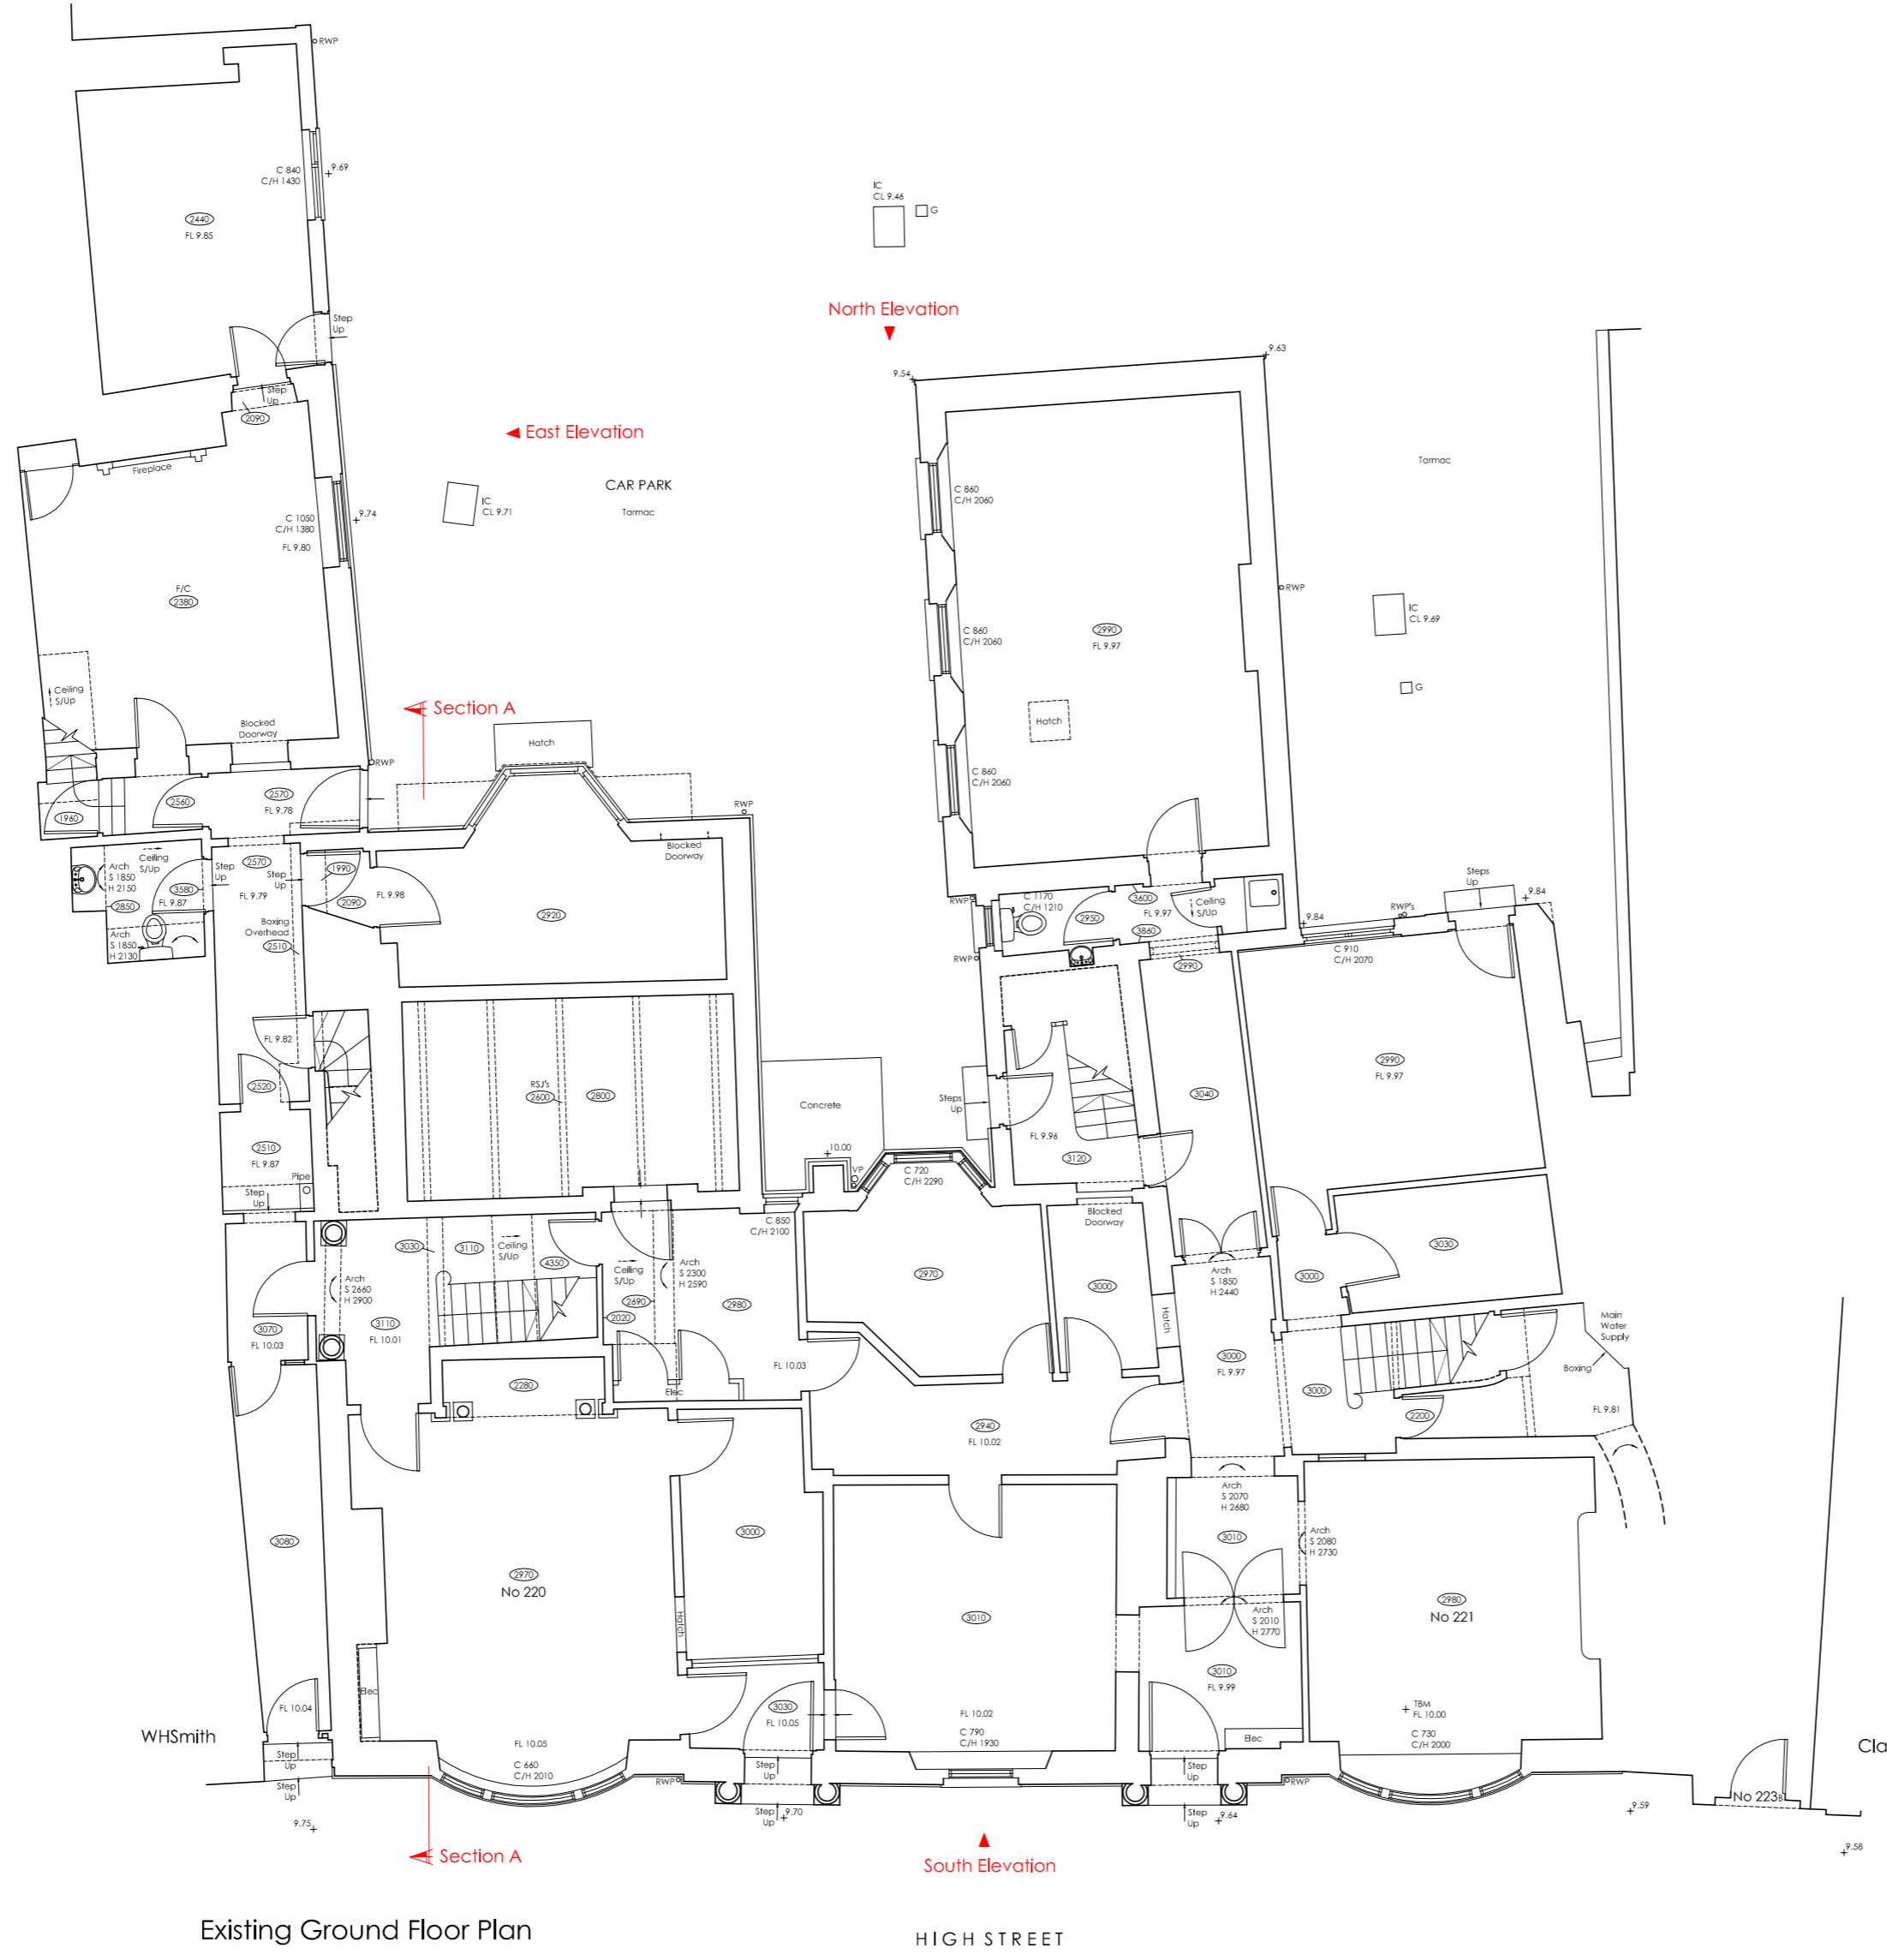 RWP
C 840
C/H 1430
9.69
2440
FL 9.85
IC
CL 9.46
G
North Elevation
Step
Up
9.63
9.54
Step
Up
2090
East Elevation
Fireplace
Tarmac
CAR PARK
IC
CL 9.71
Tarmac
C 1050
C/H 1380
9.74
FL 9.80
C 860
C/H 2060
F/C
2380
RWP
IC
CL 9.69
C 860
C/H 2060
2990
FL 9.97
Ceiling
S/Up
G
Section A
Blocked
Doorway
Hatch
Hatch
RWP
C 860
C/H 2060
2560
2570
FL 9.78
1960
RWP
Blocked
Doorway
Arch
S 1850
H 2150
Ceiling
S/Up
Step
Up
2570
Step
Up
1990
3580
FL 9.87
FL 9.79
2090
FL 9.98
2850
2920
Boxing
Overhead
2510
Arch
S 1850
H 2130
Steps
Up
9.84
RWP
C 1170
C/H 1210
2950
3600
Ceiling
S/Up
FL 9.97
3860
RWP's
9.84
C 910
C/H 2070
RWP
2990
FL 9.82
2520
RSJ's
2600
2800
Concrete
Steps
Up
3040
2990
FL 9.97
2510
FL 9.87
10.00
FL 9.96
3120
Pipe
Step
Up
VP
C 720
C/H 2290
Blocked
Doorway
C 850
C/H 2100
3030
3110
Ceiling
S/Up
4350
Arch
S 2660
H 2900
Ceiling
S/Up
Arch
S 2300
H 2590
2690
2980
2020
2970
3000
Arch
S 1850
H 2440
3000
3030
Hatch
Main
Water
Supply
Boxing
3070
FL 10.03
3110
FL 10.01
FL 10.03
3000
FL 9.97
2280
Elec
3000
2200
FL 9.81
2940
FL 10.02
Arch
S 2070
H 2680
3080
3000
3010
Arch
S 2080
H 2730
2970
No 220
Hatch
3010
Arch
S 2010
H 2770
2980
No 221
3010
FL 9.99
Elec
FL 10.04
3030
FL 10.05
FL 10.02
C 790
C/H 1930
TBM
FL 10.00
C 730
C/H 2000
Elec
WHSmith
FL 10.05
C 660
C/H 2010
Cla
Step
Up
Step
Up
Step
Up
Step
Up
RWP
RWP
No 223B
Step
Up
9.70
Step
Up
9.64
9.59
9.75
9.58
Section A
South Elevation
Existing Ground Floor Plan
HIGH STREET